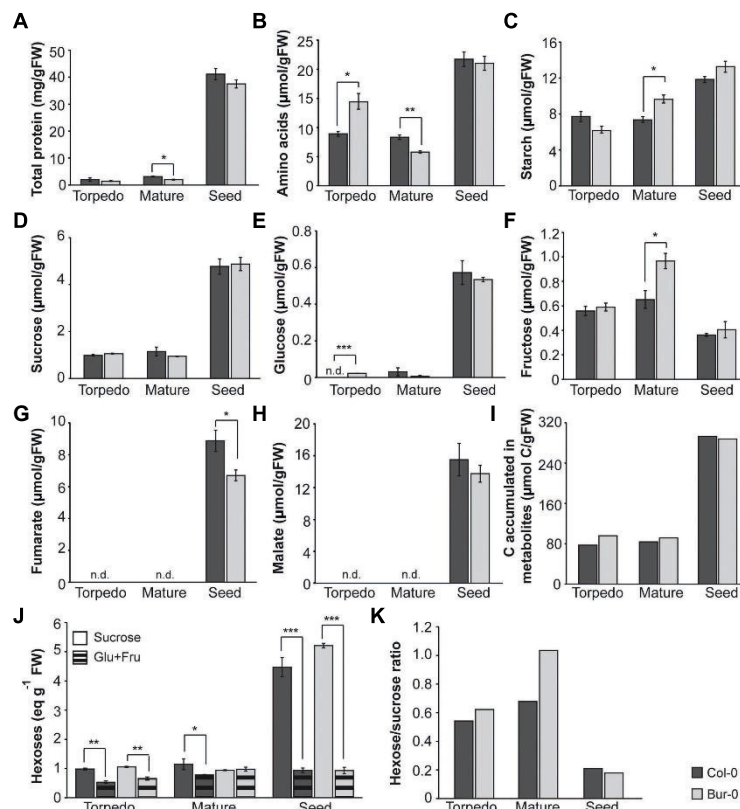 A
Total protein (mg/gFW)
50
40
30
20
10
0
*
Torpedo Mature Seed
B
Amino acids (µmol/gFW)
25
20
15
10
5
0
*
**
Torpedo Mature Seed
C
Starch (µmol/gFW)
16
12
8
4
0
*
Torpedo Mature Seed
D
Sucrose (µmol/gFW)
6
4
2
0
Torpedo Mature Seed
E
Glucose (µmol/gFW)
0.8
0.6
0.4
0.2
0
***
n.d.
Torpedo Mature Seed
F
Fructose (µmol/gFW)
1.2
1.0
0.8
0.6
0.4
0.2
0
*
Torpedo Mature Seed
G
Fumarate (µmol/gFW)
10
8
6
4
2
0
*
n.d. n.d.
Torpedo Mature Seed
H
Malate (µmol/gFW)
20
16
12
8
4
0
n.d. n.d.
Torpedo Mature Seed
I
C accumulated in
metabolites (µmol C/gFW)
320
240
160
80
0
Torpedo Mature Seed
J
Hexoses (eq g-1 FW)
6
5
4
3
2
1
0
Sucrose
Glu+Fru
**
**
*
***
***
Torpedo Mature Seed
K
Hexose/sucrose ratio
1.2
1.0
0.8
0.6
0.4
0.2
0
Torpedo Mature Seed
Col-0
Bur-0